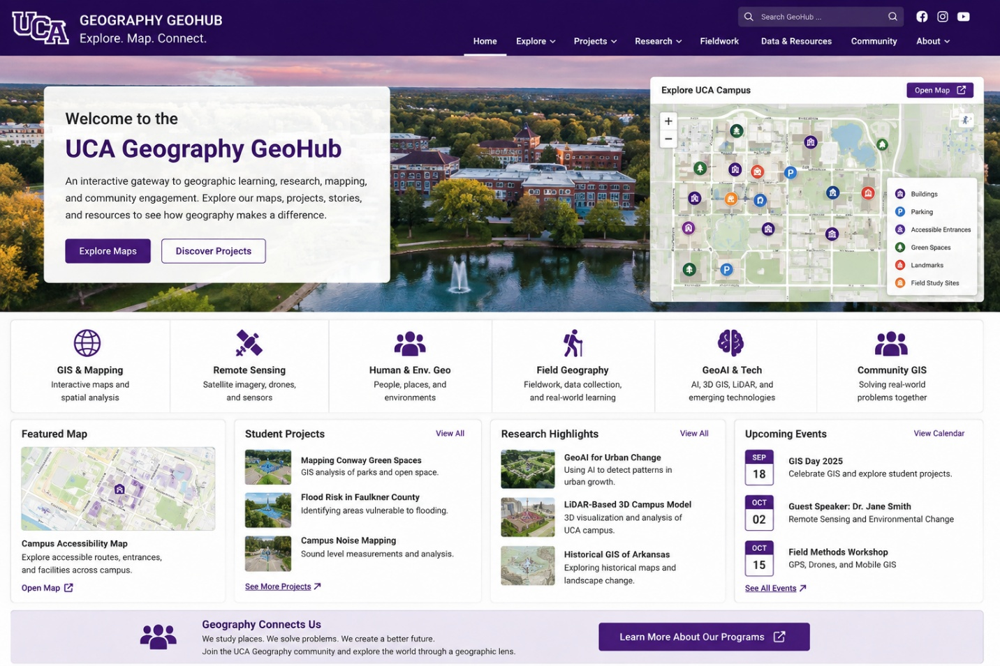 UCA
GEOGRAPHY GEOHUB
Explore. Map. Connect.
Search GeoHub ...
Home
Explore
Projects
Research
Fieldwork
Data & Resources
Community
About
Welcome to the
UCA Geography GeoHub
An interactive gateway to geographic learning, research, mapping,
and community engagement. Explore our maps, projects, stories,
and resources to see how geography makes a difference.
Explore Maps
Discover Projects
Explore UCA Campus
Open Map
+
−
P
P
Buildings
P
Parking
Accessible Entrances
Green Spaces
Landmarks
Field Study Sites
GIS & Mapping
Interactive maps and
spatial analysis
Remote Sensing
Satellite imagery, drones,
and sensors
Human & Env. Geo
People, places, and
environments
Field Geography
Fieldwork, data collection,
and real-world learning
GeoAI & Tech
AI, 3D GIS, LiDAR, and
emerging technologies
Community GIS
Solving real-world
problems together
Featured Map
Campus Accessibility Map
Explore accessible routes, entrances,
and facilities across campus.
Open Map
Student Projects
View All
Mapping Conway Green Spaces
GIS analysis of parks and open space.
Flood Risk in Faulkner County
Identifying areas vulnerable to flooding.
Campus Noise Mapping
Sound level measurements and analysis.
See More Projects
Research Highlights
View All
GeoAI for Urban Change
Using AI to detect patterns in
urban growth.
LiDAR-Based 3D Campus Model
3D visualization and analysis of
UCA campus.
Historical GIS of Arkansas
Exploring historical maps and
landscape change.
Upcoming Events
View Calendar
SEP
18
GIS Day 2025
Celebrate GIS and explore student projects.
OCT
02
Guest Speaker: Dr. Jane Smith
Remote Sensing and Environmental Change
OCT
15
Field Methods Workshop
GPS, Drones, and Mobile GIS
See All Events
Geography Connects Us
We study places. We solve problems. We create a better future.
Join the UCA Geography community and explore the world through a geographic lens.
Learn More About Our Programs